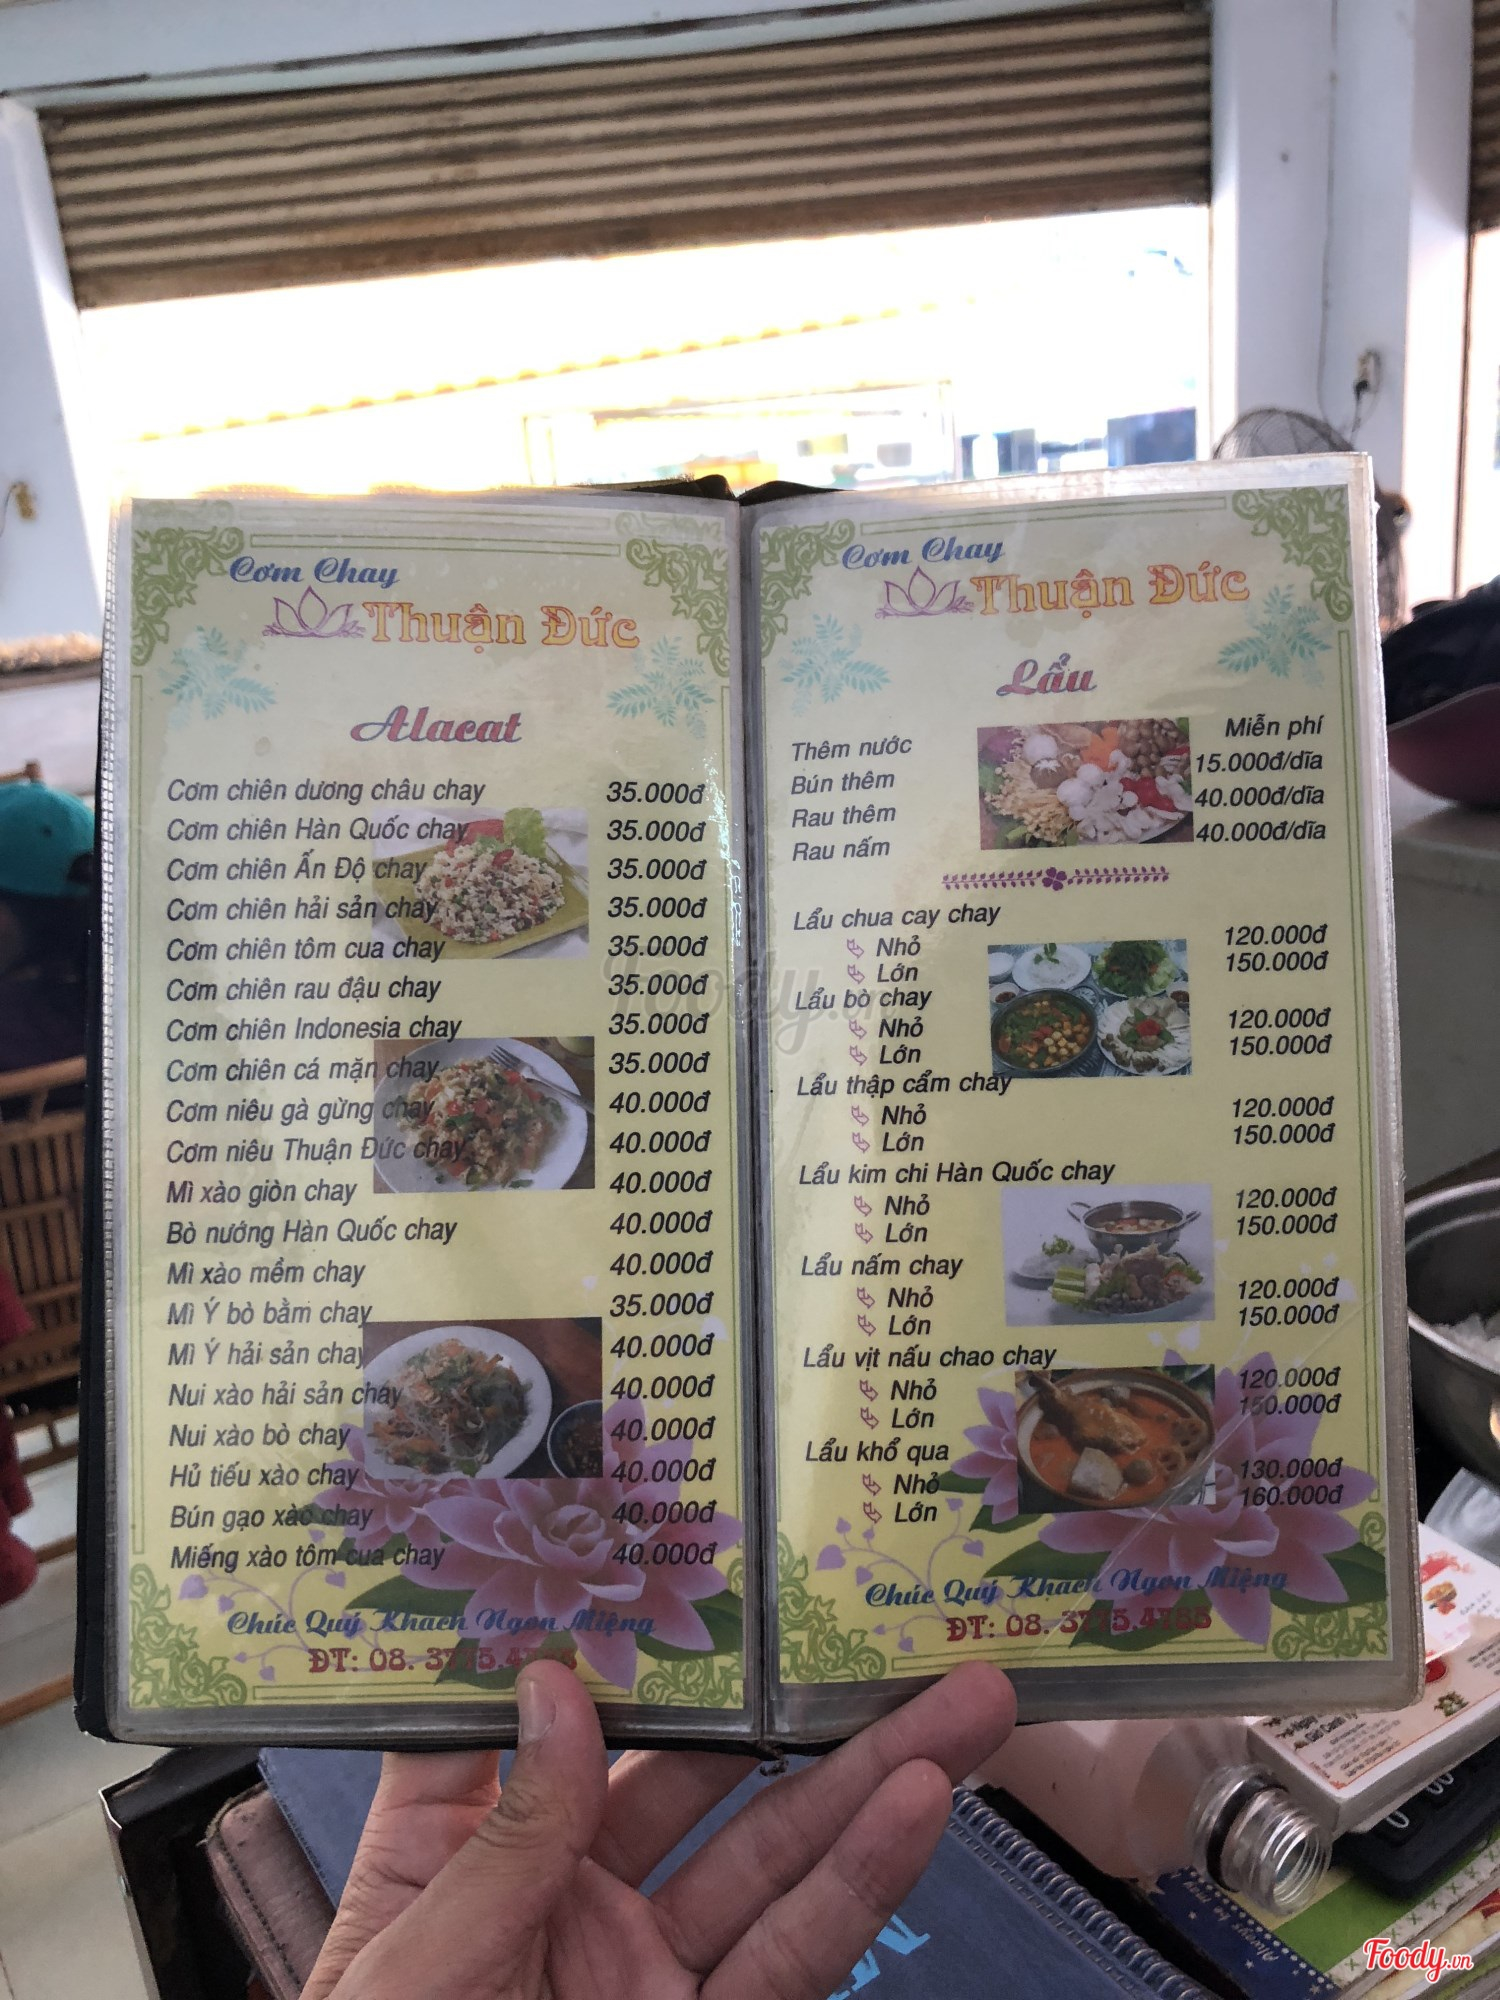 Cơm Chay
Thuận Đức
Alacat
Cơm chiên dương châu chay 35.000đ
Cơm chiên Hàn Quốc chay 35.000đ
Cơm chiên Ấn Độ chay 35.000đ
Cơm chiên hải sản chay 35.000đ
Cơm chiên tôm cua chay 35.000đ
Cơm chiên rau đậu chay 35.000đ
Cơm chiên Indonesia chay 35.000đ
Cơm chiên cá mặn chay 35.000đ
Cơm niêu gà gừng chay 40.000đ
Cơm niêu Thuận Đức chay 40.000đ
Mì xào giòn chay 40.000đ
Bò nướng Hàn Quốc chay 40.000đ
Mì xào mềm chay 40.000đ
Mì Ý bò bằm chay 35.000đ
Mì Ý hải sản chay 40.000đ
Nui xào hải sản chay 40.000đ
Nui xào bò chay 40.000đ
Hủ tiếu xào chay 40.000đ
Bún gạo xào chay 40.000đ
Miếng xào tôm cua chay 40.000đ
Chúc Quý Khách Ngon Miệng
ĐT: 08. 3775.4
Cơm Chay
Thuận Đức
Lẩu
Thêm nước Miễn phí
Bún thêm 15.000đ/dĩa
Rau thêm 40.000đ/dĩa
Rau nấm 40.000đ/dĩa
Lẩu chua cay chay
Nhỏ 120.000đ
Lớn 150.000đ
Lẩu bò chay
Nhỏ 120.000đ
Lớn 150.000đ
Lẩu thập cẩm chay
Nhỏ 120.000đ
Lớn 150.000đ
Lẩu kim chi Hàn Quốc chay
Nhỏ 120.000đ
Lớn 150.000đ
Lẩu nấm chay
Nhỏ 120.000đ
Lớn 150.000đ
Lẩu vịt nấu chao chay
Nhỏ 120.000đ
Lớn 150.000đ
Lẩu khổ qua
Nhỏ 130.000đ
Lớn 160.000đ
Chúc Quý Khách Ngon Miệng
ĐT: 08. 3775.4785
Foody.vn
Foody.vn